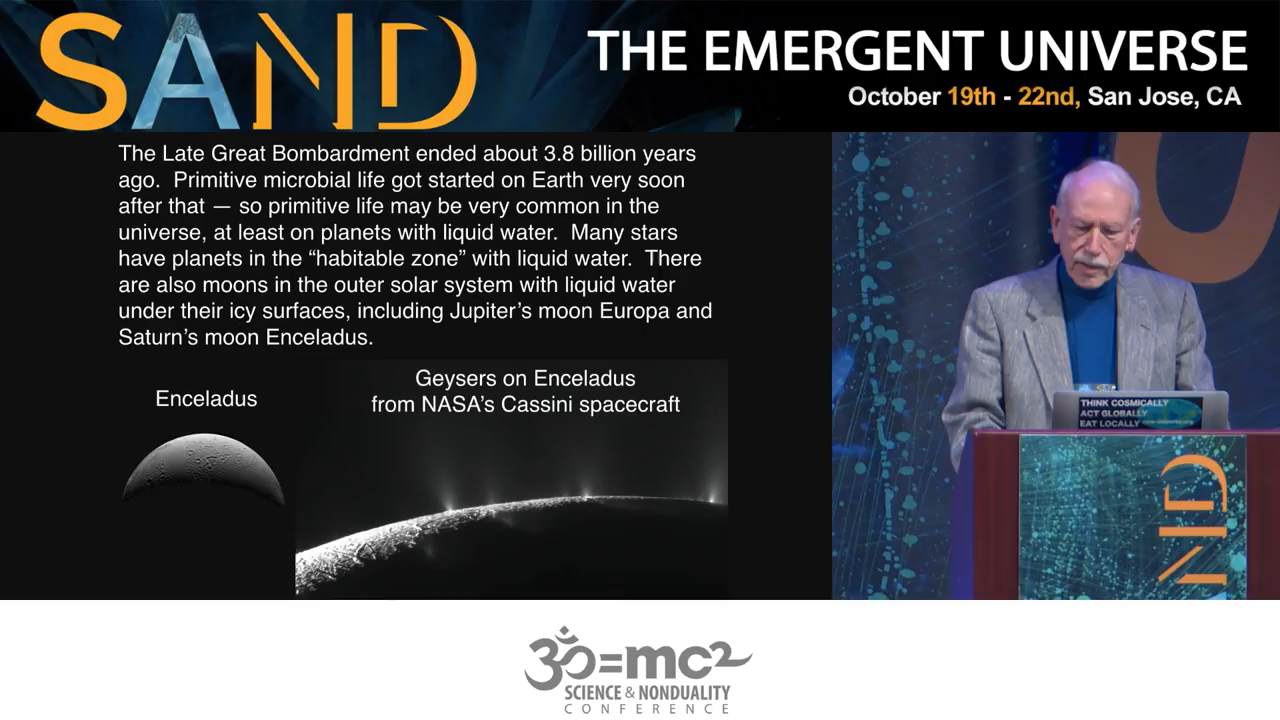 SAND
THE EMERGENT UNIVERSE
October 19th - 22nd, San Jose, CA
The Late Great Bombardment ended about 3.8 billion years
ago.  Primitive microbial life got started on Earth very soon
after that — so primitive life may be very common in the
universe, at least on planets with liquid water.  Many stars
have planets in the “habitable zone” with liquid water.  There
are also moons in the outer solar system with liquid water
under their icy surfaces, including Jupiter’s moon Europa and
Saturn’s moon Enceladus.
Enceladus
Geysers on Enceladus
from NASA’s Cassini spacecraft
THINK COSMICALLY
ACT GLOBALLY
EAT LOCALLY
ND
ॐ=mc2
SCIENCE & NONDUALITY
CONFERENCE